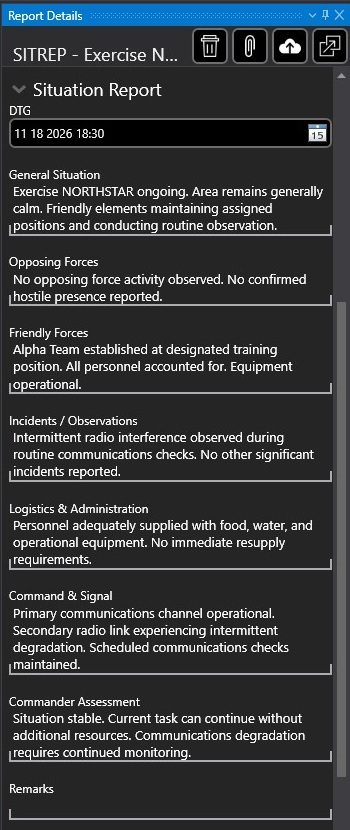 Report Details
SITREP - Exercise N...
Situation Report
DTG
11 18 2026 18:30
15
General Situation
Exercise NORTHSTAR ongoing. Area remains generally
calm. Friendly elements maintaining assigned
positions and conducting routine observation.
Opposing Forces
No opposing force activity observed. No confirmed
hostile presence reported.
Friendly Forces
Alpha Team established at designated training
position. All personnel accounted for. Equipment
operational.
Incidents / Observations
Intermittent radio interference observed during
routine communications checks. No other significant
incidents reported.
Logistics & Administration
Personnel adequately supplied with food, water, and
operational equipment. No immediate resupply
requirements.
Command & Signal
Primary communications channel operational.
Secondary radio link experiencing intermittent
degradation. Scheduled communications checks
maintained.
Commander Assessment
Situation stable. Current task can continue without
additional resources. Communications degradation
requires continued monitoring.
Remarks